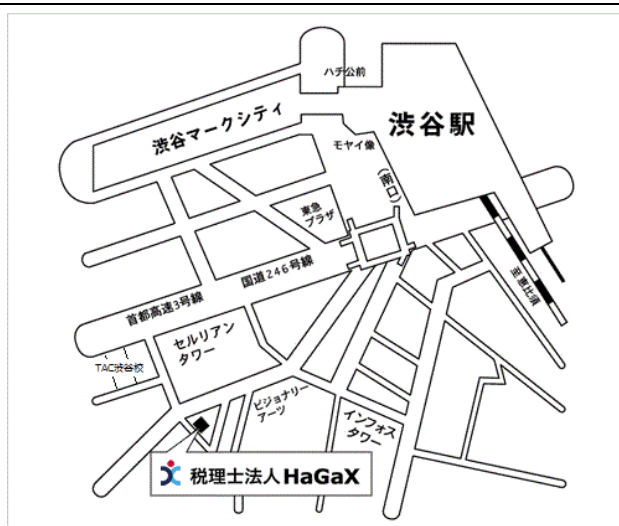 ハチ公前
渋谷マークシティ
渋谷駅
モヤイ像
(南口)
東急
プラザ
国道246号線
首都高速3号線
至恵比須
セルリアン
タワー
TAC渋谷校
ビジョナリー
アーツ
インフォス
タワー
税理士法人HaGaX